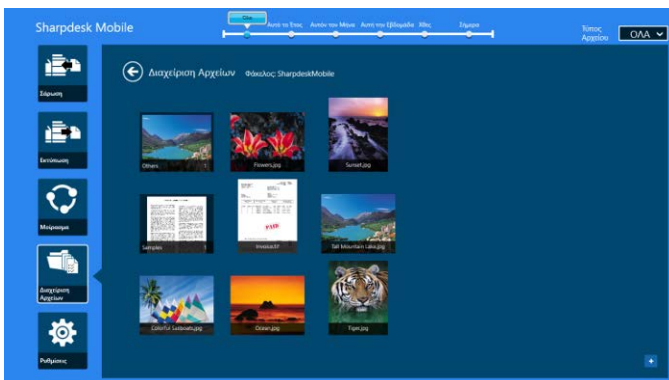 Sharpdesk Mobile
Όλα Αυτό το Έτος Αυτόν τον Μήνα Αυτή την Εβδομάδα Χθες Σήμερα
Τύπος Αρχείου ΟΛΑ
Σάρωση
Εκτύπωση
Μοίρασμα
Διαχείριση Αρχείων
Ρυθμίσεις
Διαχείριση Αρχείων Φάκελος: SharpdeskMobile
Others Flowers.jpg Sunset.jpg
PAID
Samples Tall Mountain Lake.jpg
Colorful Sailboats.jpg Ocean.jpg Tiger.jpg